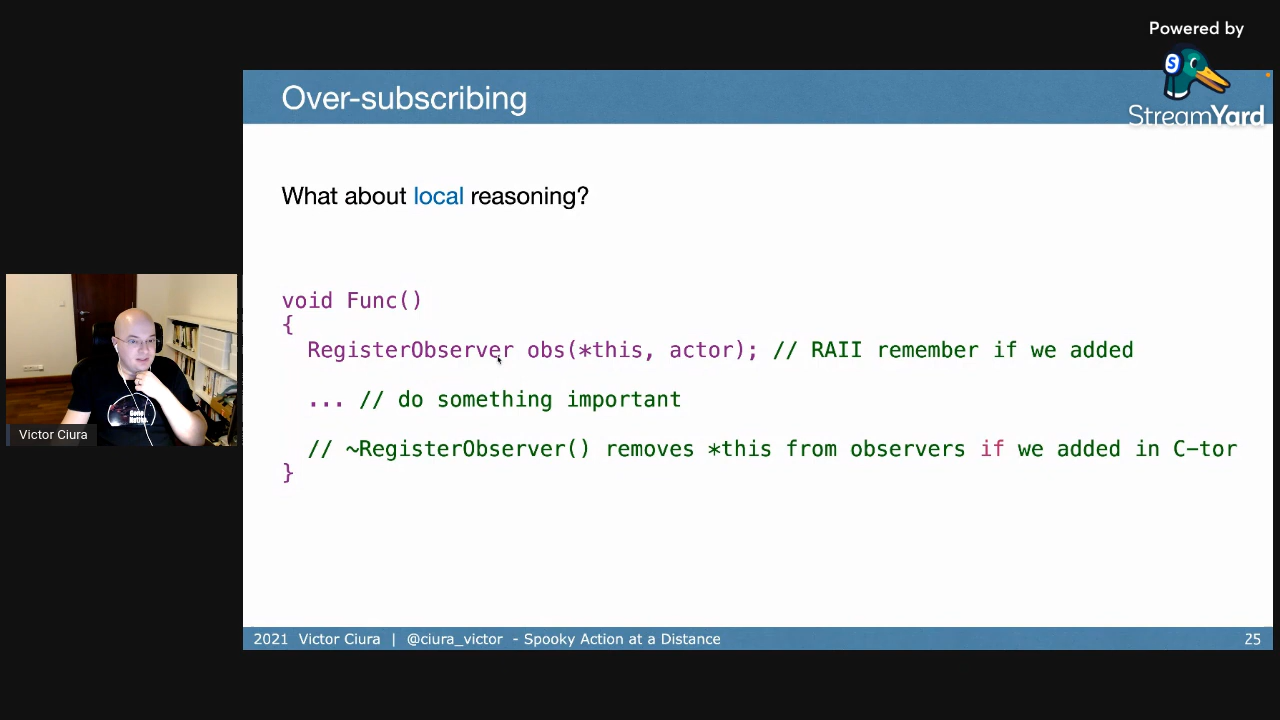 Powered by
StreamYard
Over-subscribing
What about local reasoning?
void Func()
{
RegisterObserver obs(*this, actor); // RAII remember if we added
... // do something important
// ~RegisterObserver() removes *this from observers if we added in C-tor
}
Victor Ciura
2021 Victor Ciura | @ciura_victor - Spooky Action at a Distance
25